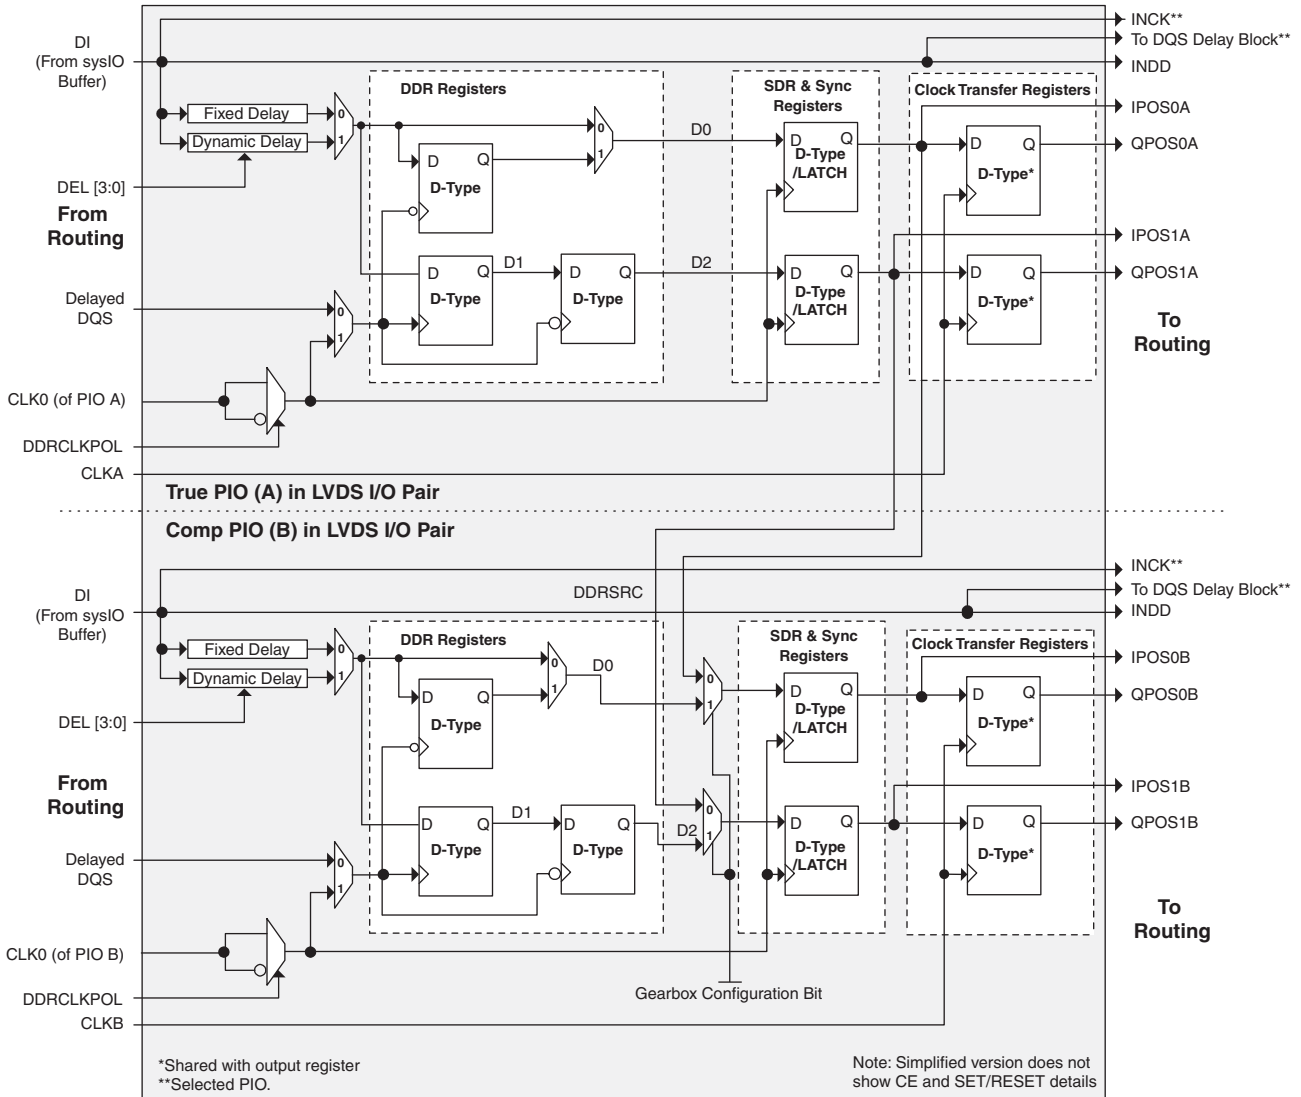 INCK**
DI
(From sysIO
Buffer)
To DQS Delay Block**
INDD
DDR Registers
SDR & Sync
Registers
Clock Transfer Registers
Fixed Delay
0
Dynamic Delay
1
0
1
D0
D Q
D-Type
D Q
D-Type
/LATCH
D Q
D-Type*
IPOS0A
QPOS0A
DEL [3:0]
From
Routing
IPOS1A
D Q
D-Type
D1
D Q
D-Type
D2
D Q
D-Type
/LATCH
D Q
D-Type*
QPOS1A
Delayed
DQS
0
1
To
Routing
CLK0 (of PIO A)
DDRCLKPOL
CLKA
True PIO (A) in LVDS I/O Pair
Comp PIO (B) in LVDS I/O Pair
INCK**
DI
(From sysIO
Buffer)
DDRSRC
To DQS Delay Block**
INDD
DDR Registers
SDR & Sync
Registers
Clock Transfer Registers
Fixed Delay
0
Dynamic Delay
1
0
1
D0
0
1
D Q
D-Type
D Q
D-Type
/LATCH
D Q
D-Type*
IPOS0B
QPOS0B
DEL [3:0]
From
Routing
IPOS1B
D Q
D-Type
D1
D Q
D-Type
D2
0
1
D Q
D-Type
/LATCH
D Q
D-Type*
QPOS1B
Delayed
DQS
0
1
To
Routing
CLK0 (of PIO B)
DDRCLKPOL
Gearbox Configuration Bit
CLKB
*Shared with output register
**Selected PIO.
Note: Simplified version does not
show CE and SET/RESET details